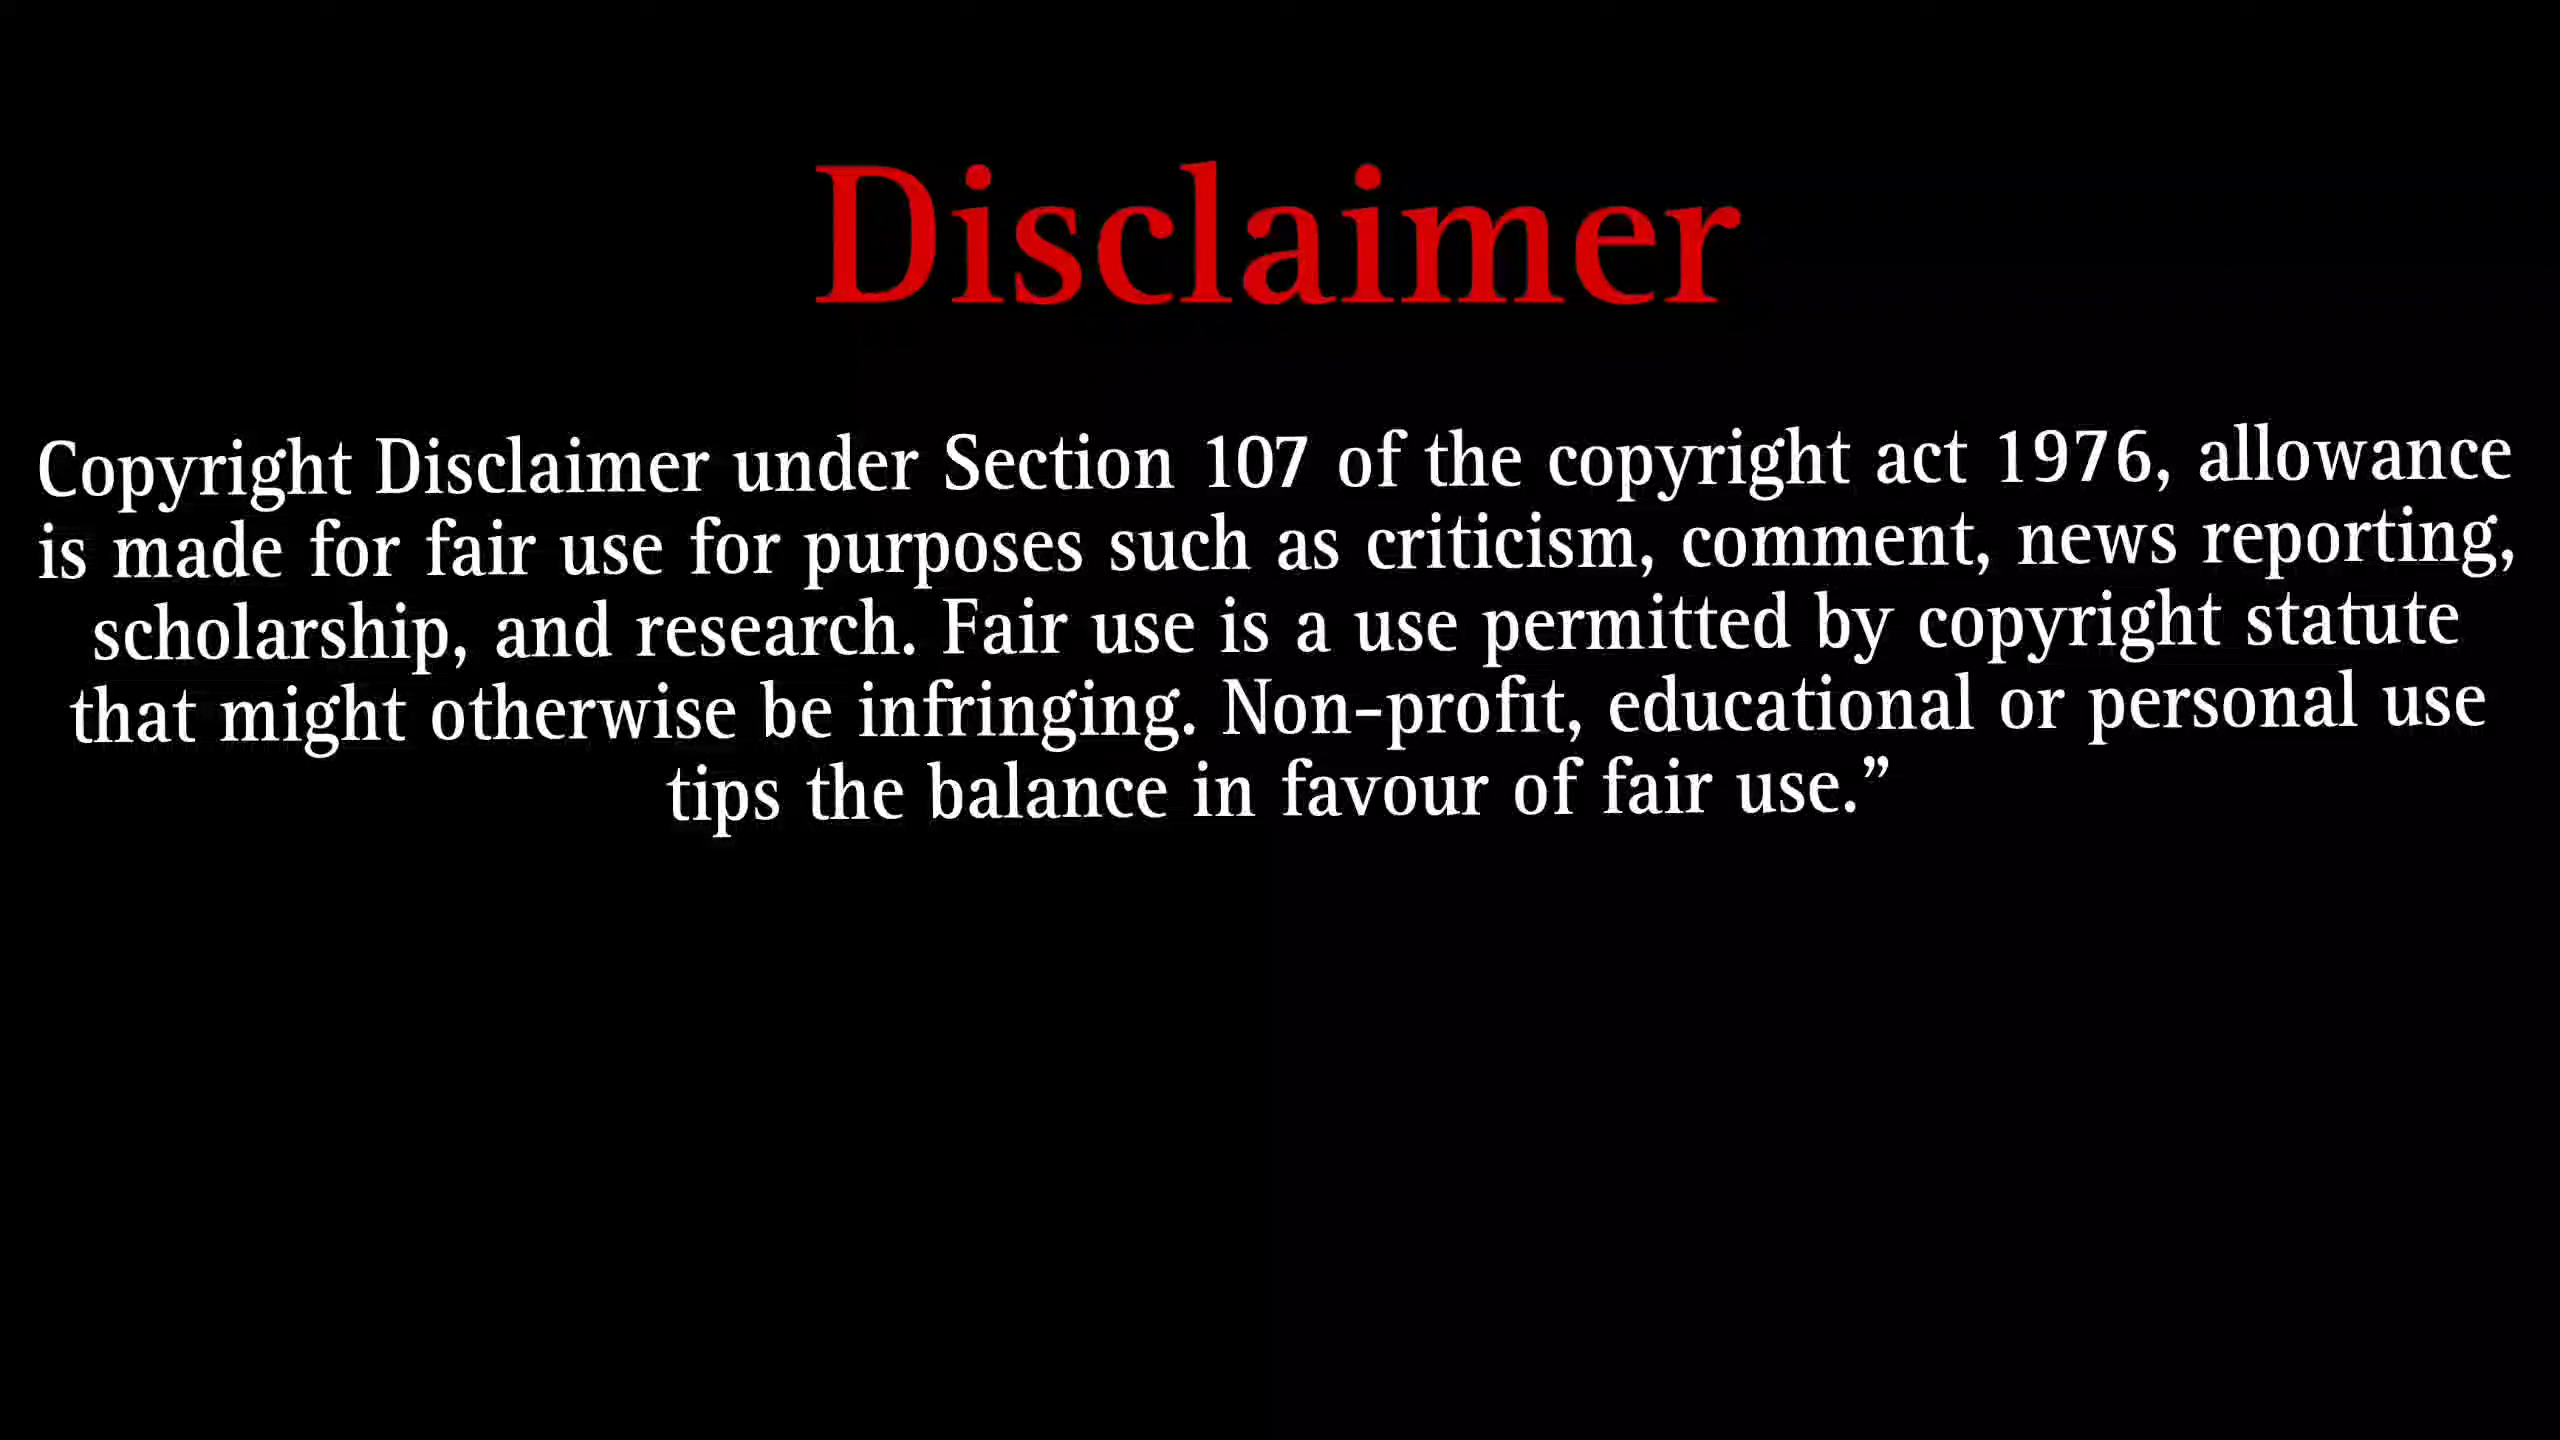 Disclaimer
Copyright Disclaimer under Section 107 of the copyright act 1976, allowance
is made for fair use for purposes such as criticism, comment, news reporting,
scholarship, and research. Fair use is a use permitted by copyright statute
that might otherwise be infringing. Non-profit, educational or personal use
tips the balance in favour of fair use.”